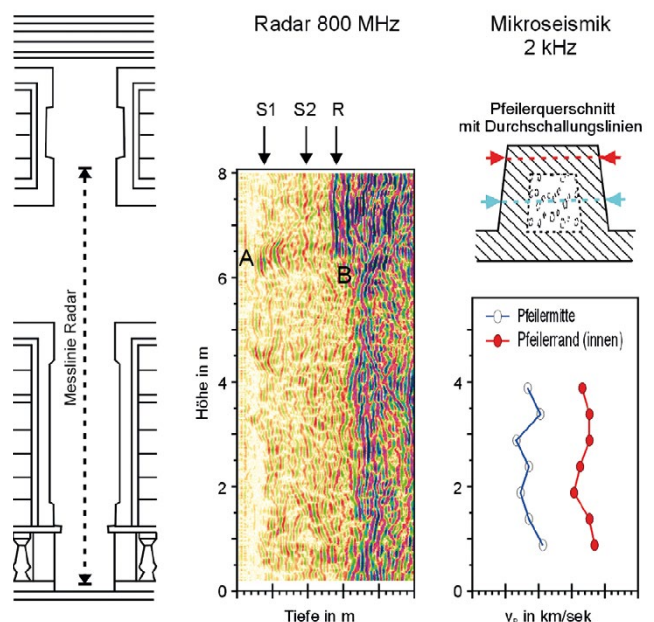 Radar 800 MHz
Mikroseismik
2 kHz
S1 S2 R
Pfeilerquerschnitt
mit Durchschallungslinien
Messlinie Radar
Höhe in m
8
6
4
2
0
A
B
Tiefe in m
Pfeilermitte
Pfeilerrand (innen)
4
2
0
vp in km/sek